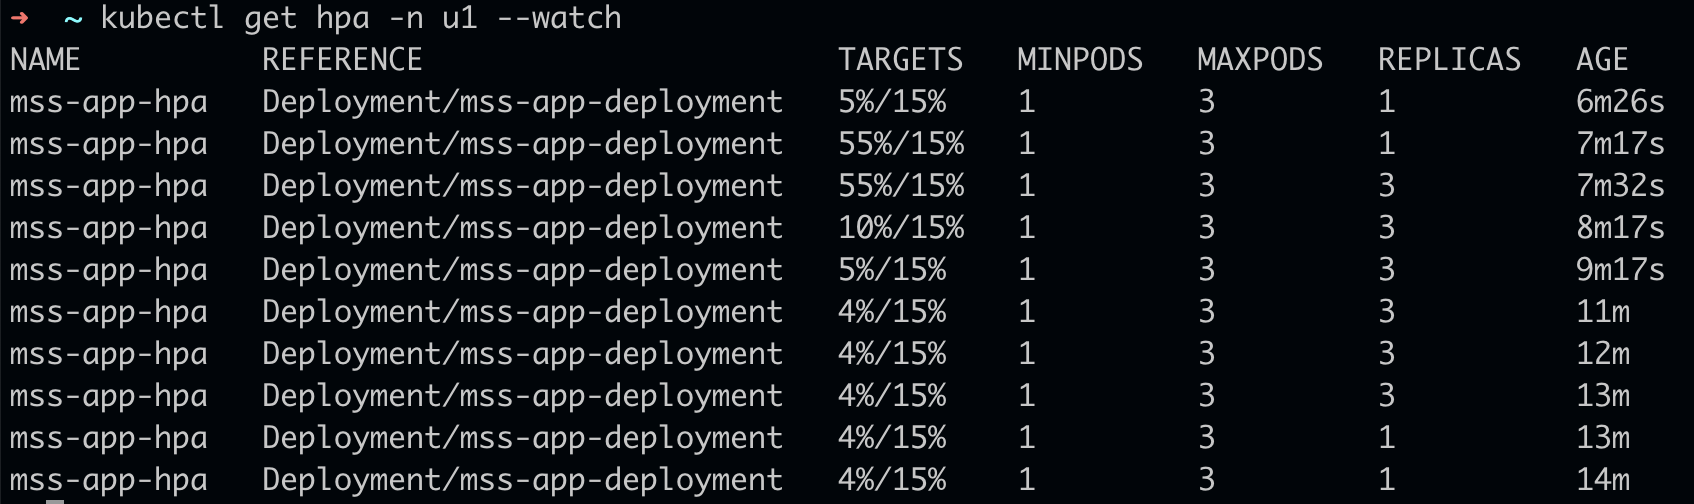 ➜ ~ kubectl get hpa -n u1 --watch
NAME REFERENCE TARGETS MINPODS MAXPODS REPLICAS AGE
mss-app-hpa Deployment/mss-app-deployment 5%/15% 1 3 1 6m26s
mss-app-hpa Deployment/mss-app-deployment 55%/15% 1 3 1 7m17s
mss-app-hpa Deployment/mss-app-deployment 55%/15% 1 3 3 7m32s
mss-app-hpa Deployment/mss-app-deployment 10%/15% 1 3 3 8m17s
mss-app-hpa Deployment/mss-app-deployment 5%/15% 1 3 3 9m17s
mss-app-hpa Deployment/mss-app-deployment 4%/15% 1 3 3 11m
mss-app-hpa Deployment/mss-app-deployment 4%/15% 1 3 3 12m
mss-app-hpa Deployment/mss-app-deployment 4%/15% 1 3 3 13m
mss-app-hpa Deployment/mss-app-deployment 4%/15% 1 3 1 13m
mss-app-hpa Deployment/mss-app-deployment 4%/15% 1 3 1 14m